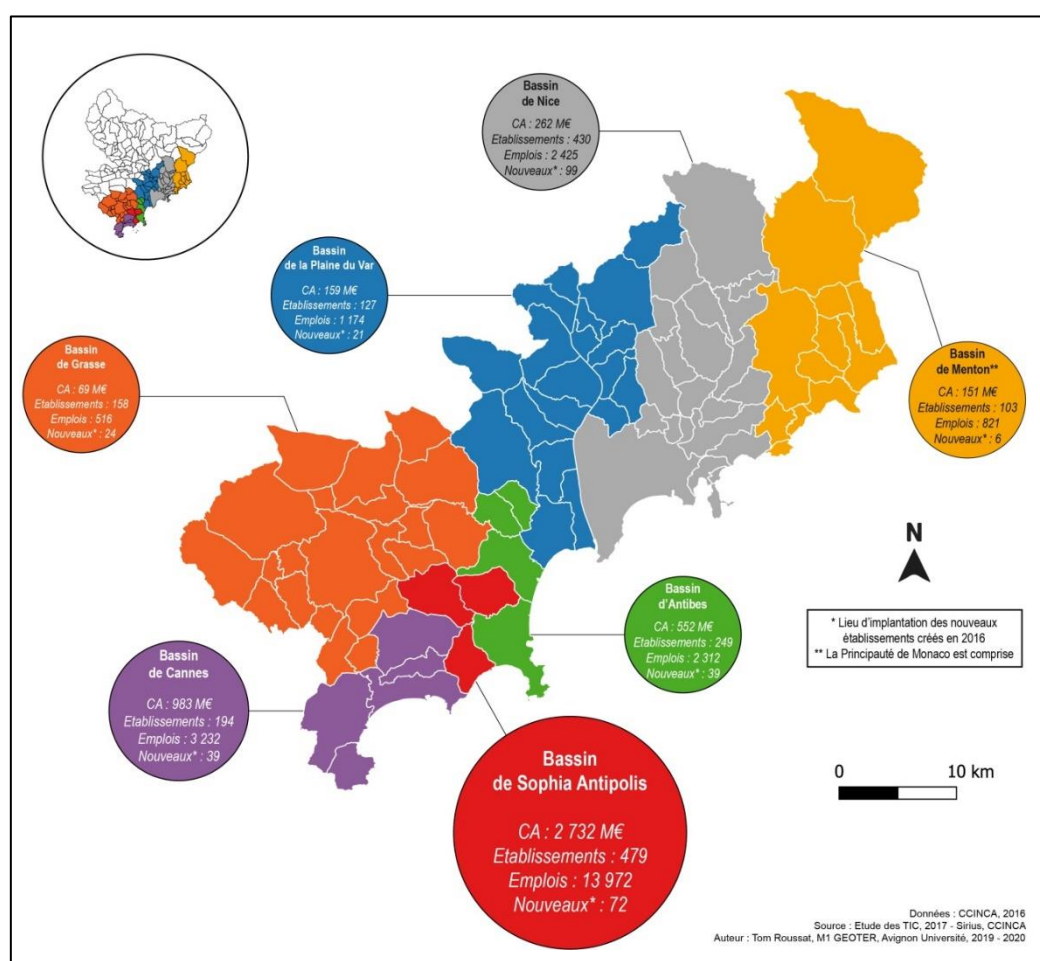 Bassin
de Nice
CA : 262 M€
Etablissements : 430
Emplois : 2 425
Nouveaux* : 99
Bassin
de la Plaine du Var
CA : 159 M€
Etablissements : 127
Emplois : 1 174
Nouveaux* : 21
Bassin
de Grasse
CA : 69 M€
Etablissements : 158
Emplois : 516
Nouveaux* : 24
Bassin
de Menton**
CA : 151 M€
Etablissements : 103
Emplois : 821
Nouveaux* : 6
N
Bassin
d'Antibes
CA : 552 M€
Etablissements : 249
Emplois : 2 312
Nouveaux* : 39
* Lieu d'implantation des nouveaux
établissements créés en 2016
** La Principauté de Monaco est comprise
Bassin
de Cannes
CA : 983 M€
Etablissements : 194
Emplois : 3 232
Nouveaux* : 39
Bassin
de Sophia Antipolis
CA : 2 732 M€
Etablissements : 479
Emplois : 13 972
Nouveaux* : 72
0 10 km
Données : CCINCA, 2016
Source : Etude des TIC, 2017 - Sirius, CCINCA
Auteur : Tom Roussat, M1 GEOTER, Avignon Université, 2019 - 2020